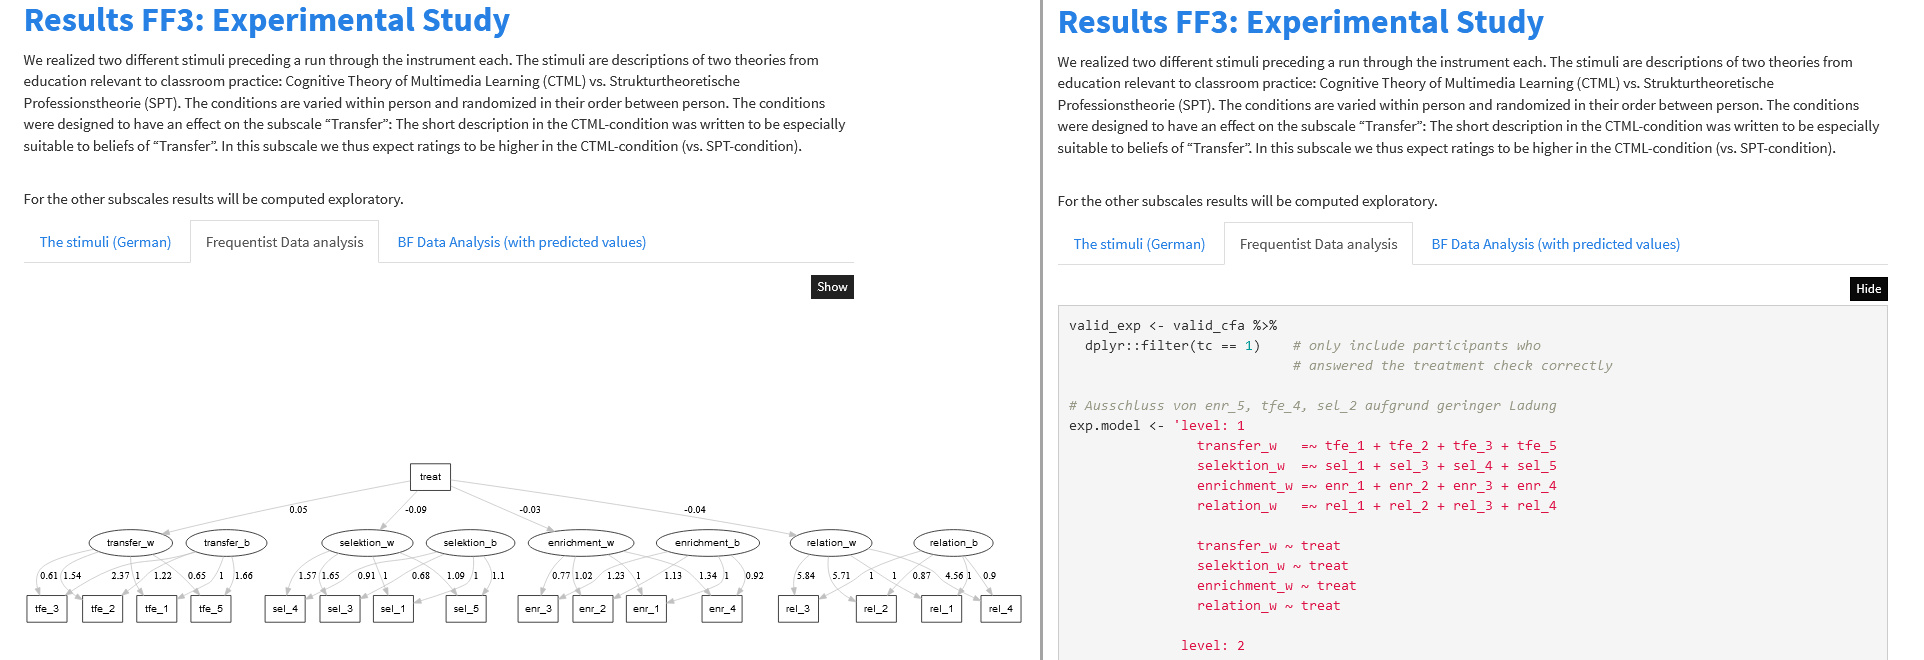 Results FF3: Experimental Study
We realized two different stimuli preceding a run through the instrument each. The stimuli are descriptions of two theories from
education relevant to classroom practice: Cognitive Theory of Multimedia Learning (CTML) vs. Strukturtheoretische
Professionstheorie (SPT). The conditions are varied within person and randomized in their order between person. The conditions
were designed to have an effect on the subscale “Transfer”: The short description in the CTML-condition was written to be especially
suitable to beliefs of “Transfer”. In this subscale we thus expect ratings to be higher in the CTML-condition (vs. SPT-condition).
For the other subscales results will be computed exploratory.
The stimuli (German) Frequentist Data analysis BF Data Analysis (with predicted values)
Show
treat
0.05 -0.09 -0.03 -0.04
transfer_w transfer_b selektion_w selektion_b enrichment_w enrichment_b relation_w relation_b
0.61 1.54 2.37 1 1.22 0.65 1 1.66 1.57 1.65 0.91 1 0.68 1.09 1 1.1 0.77 1.02 1.23 1 1.13 1.34 1 0.92 5.84 5.71 1 1 0.87 4.56 1 0.9
tfe_3 tfe_2 tfe_1 tfe_5 sel_4 sel_3 sel_1 sel_5 enr_3 enr_2 enr_1 enr_4 rel_3 rel_2 rel_1 rel_4
Results FF3: Experimental Study
We realized two different stimuli preceding a run through the instrument each. The stimuli are descriptions of two theories from
education relevant to classroom practice: Cognitive Theory of Multimedia Learning (CTML) vs. Strukturtheoretische
Professionstheorie (SPT). The conditions are varied within person and randomized in their order between person. The conditions
were designed to have an effect on the subscale “Transfer”: The short description in the CTML-condition was written to be especially
suitable to beliefs of “Transfer”. In this subscale we thus expect ratings to be higher in the CTML-condition (vs. SPT-condition).
For the other subscales results will be computed exploratory.
The stimuli (German) Frequentist Data analysis BF Data Analysis (with predicted values)
Hide
valid_exp <- valid_cfa %>%
dplyr::filter(tc == 1) # only include participants who
# answered the treatment check correctly
# Ausschluss von enr_5, tfe_4, sel_2 aufgrund geringer Ladung
exp.model <- 'level: 1
transfer_w =~ tfe_1 + tfe_2 + tfe_3 + tfe_5
selektion_w =~ sel_1 + sel_3 + sel_4 + sel_5
enrichment_w =~ enr_1 + enr_2 + enr_3 + enr_4
relation_w =~ rel_1 + rel_2 + rel_3 + rel_4
transfer_w ~ treat
selektion_w ~ treat
enrichment_w ~ treat
relation_w ~ treat
level: 2